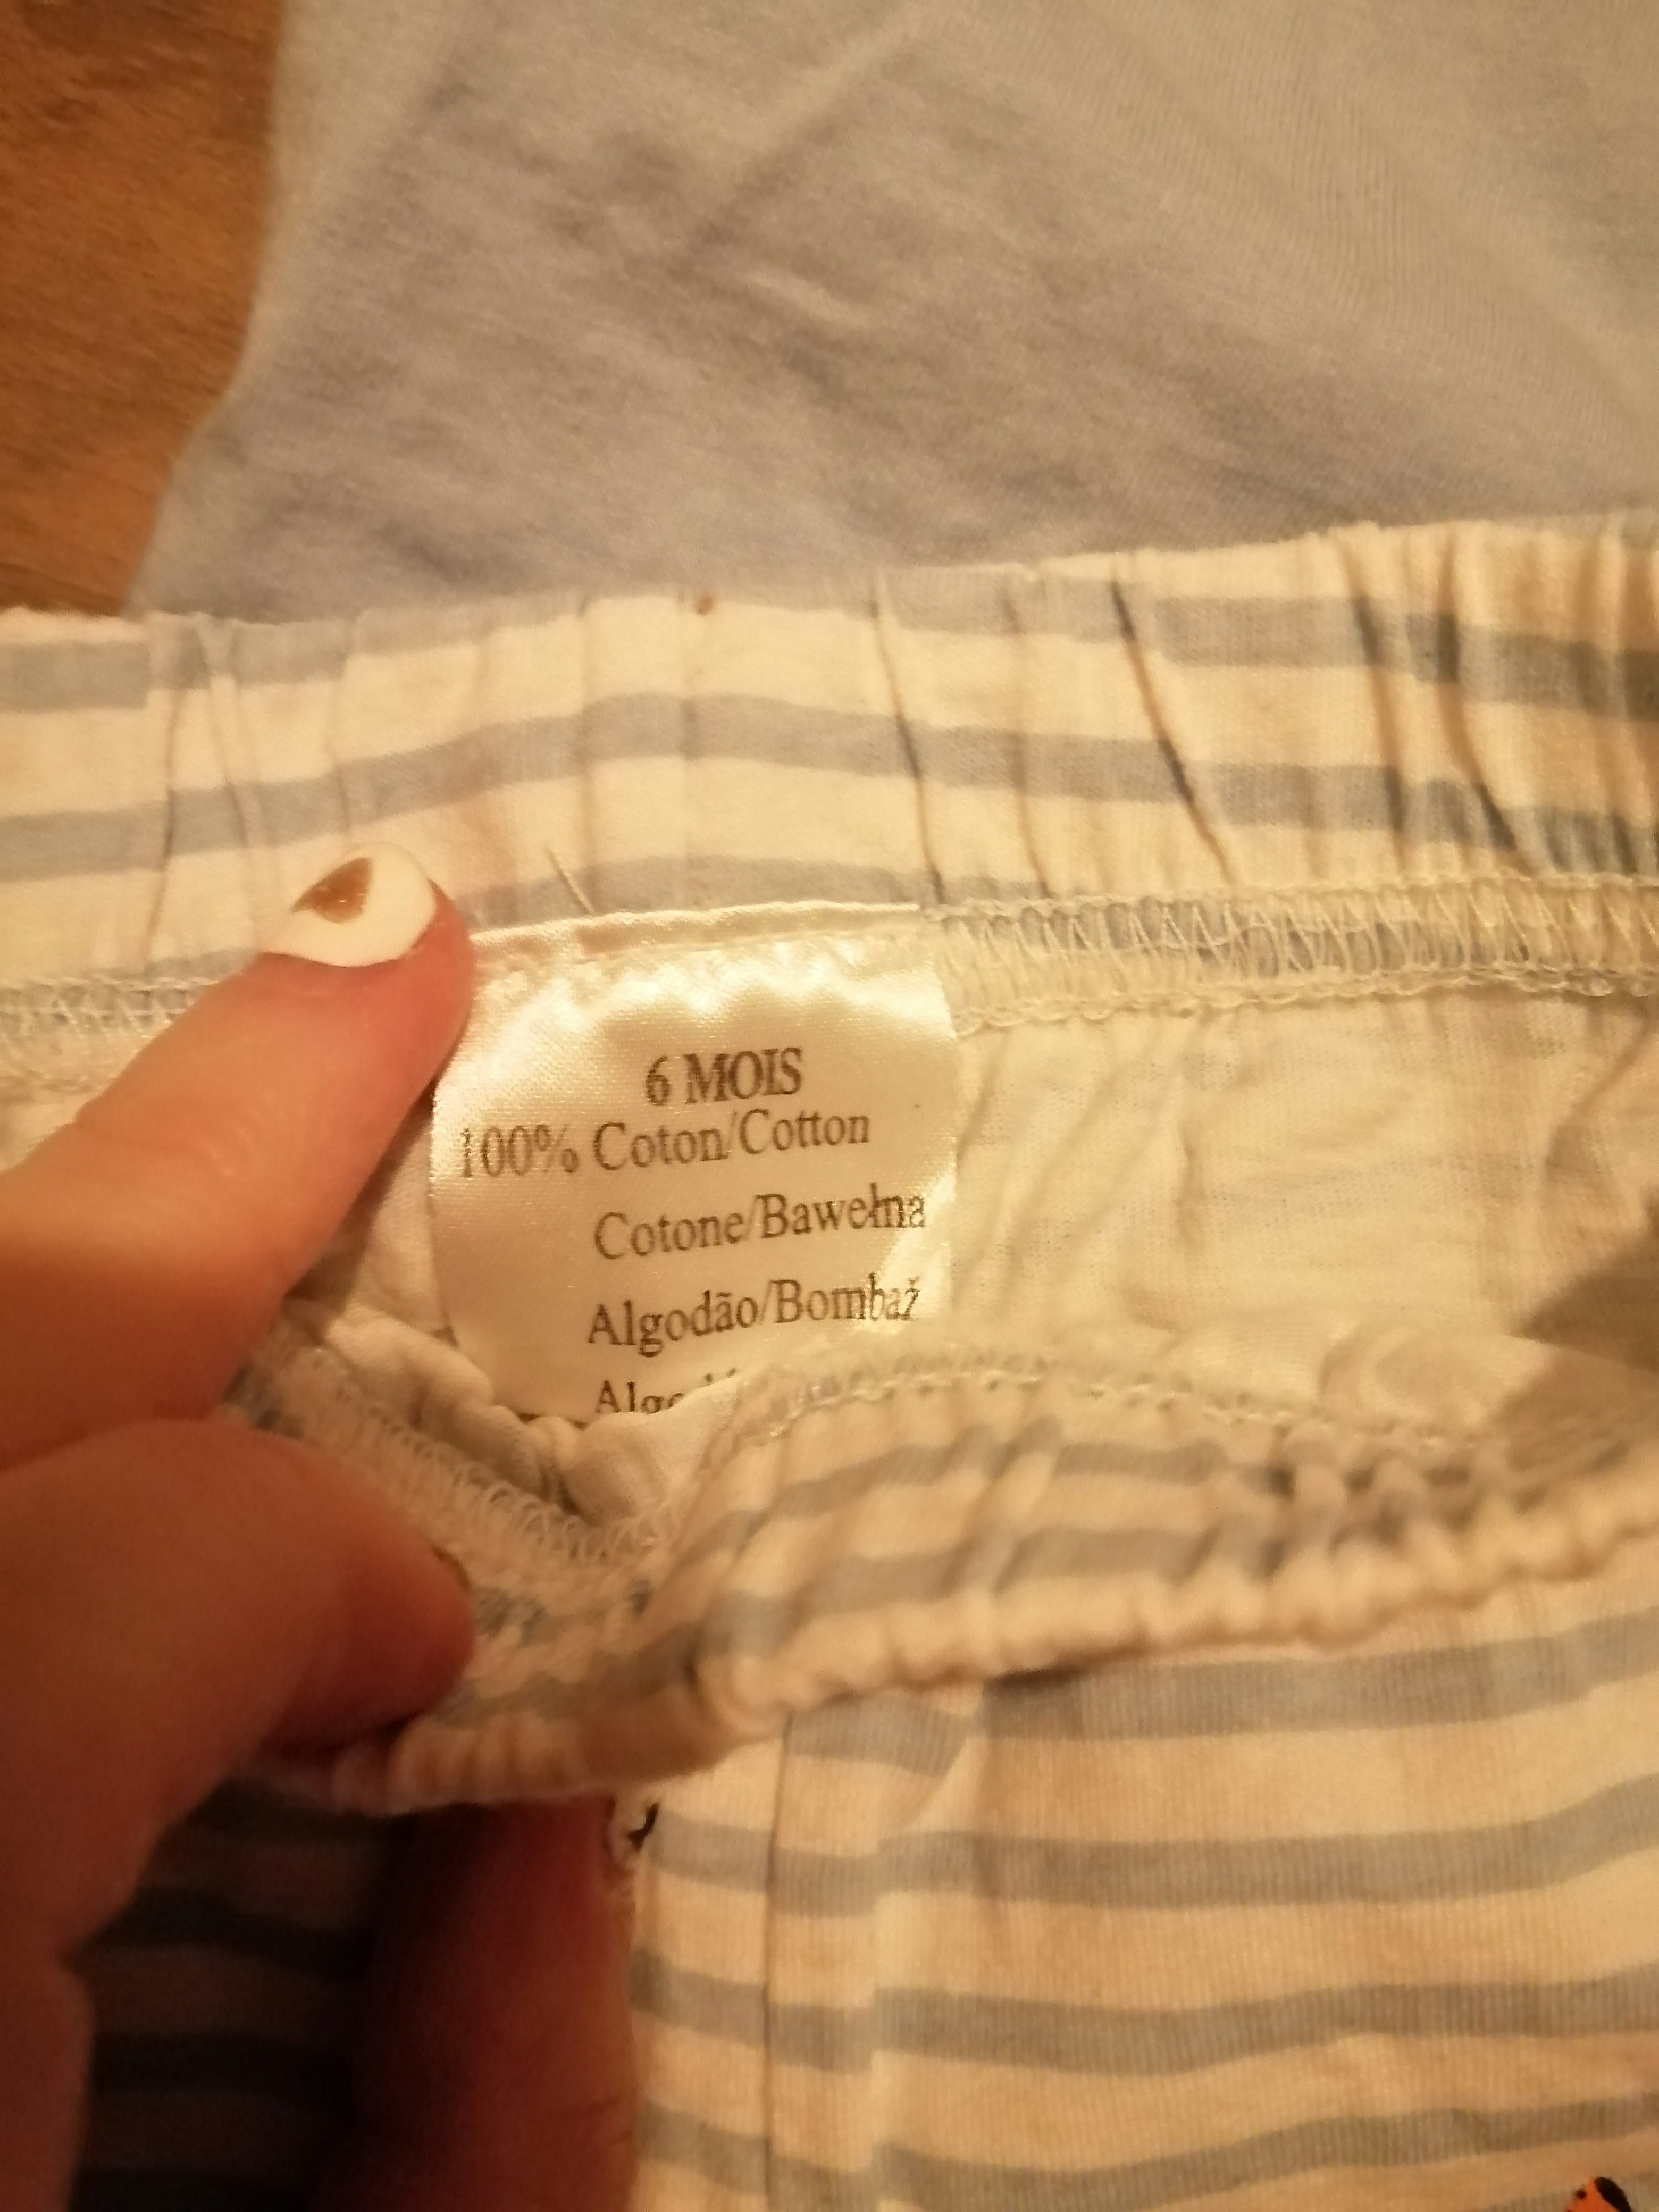 6 MOIS
100% Coton/Cotton
Cotone/Bawełna
Algodão/Bombaž